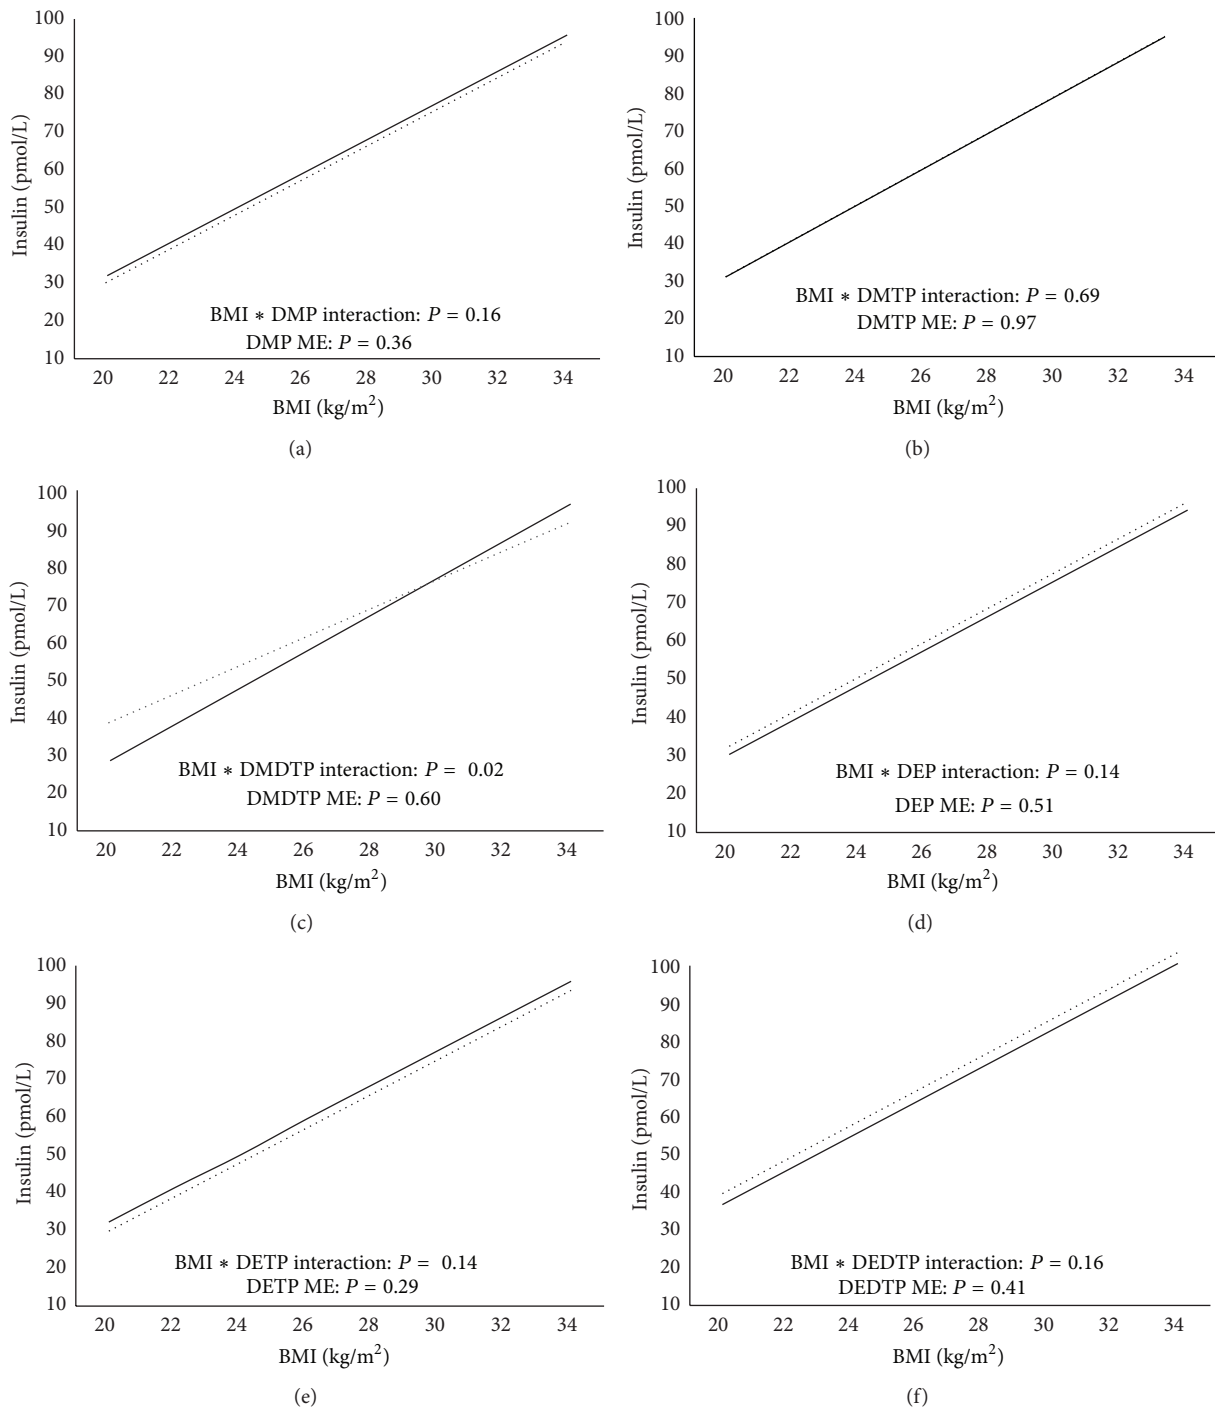 100
90
80
70
60
50
40
30
20
10
Insulin (pmol/L)
BMI ∗ DMP interaction: P = 0.16
DMP ME: P = 0.36
20 22 24 26 28 30 32 34
BMI (kg/m²)
(a)
100
90
80
70
60
50
40
30
20
10
Insulin (pmol/L)
BMI ∗ DMTP interaction: P = 0.69
DMTP ME: P = 0.97
20 22 24 26 28 30 32 34
BMI (kg/m²)
(b)
100
90
80
70
60
50
40
30
20
10
Insulin (pmol/L)
BMI ∗ DMDTP interaction: P = 0.02
DMDTP ME: P = 0.60
20 22 24 26 28 30 32 34
BMI (kg/m²)
(c)
100
90
80
70
60
50
40
30
20
10
Insulin (pmol/L)
BMI ∗ DEP interaction: P = 0.14
DEP ME: P = 0.51
20 22 24 26 28 30 32 34
BMI (kg/m²)
(d)
100
90
80
70
60
50
40
30
20
10
Insulin (pmol/L)
BMI ∗ DETP interaction: P = 0.14
DETP ME: P = 0.29
20 22 24 26 28 30 32 34
BMI (kg/m²)
(e)
100
90
80
70
60
50
40
30
20
10
Insulin (pmol/L)
BMI ∗ DEDTP interaction: P = 0.16
DEDTP ME: P = 0.41
20 22 24 26 28 30 32 34
BMI (kg/m²)
(f)